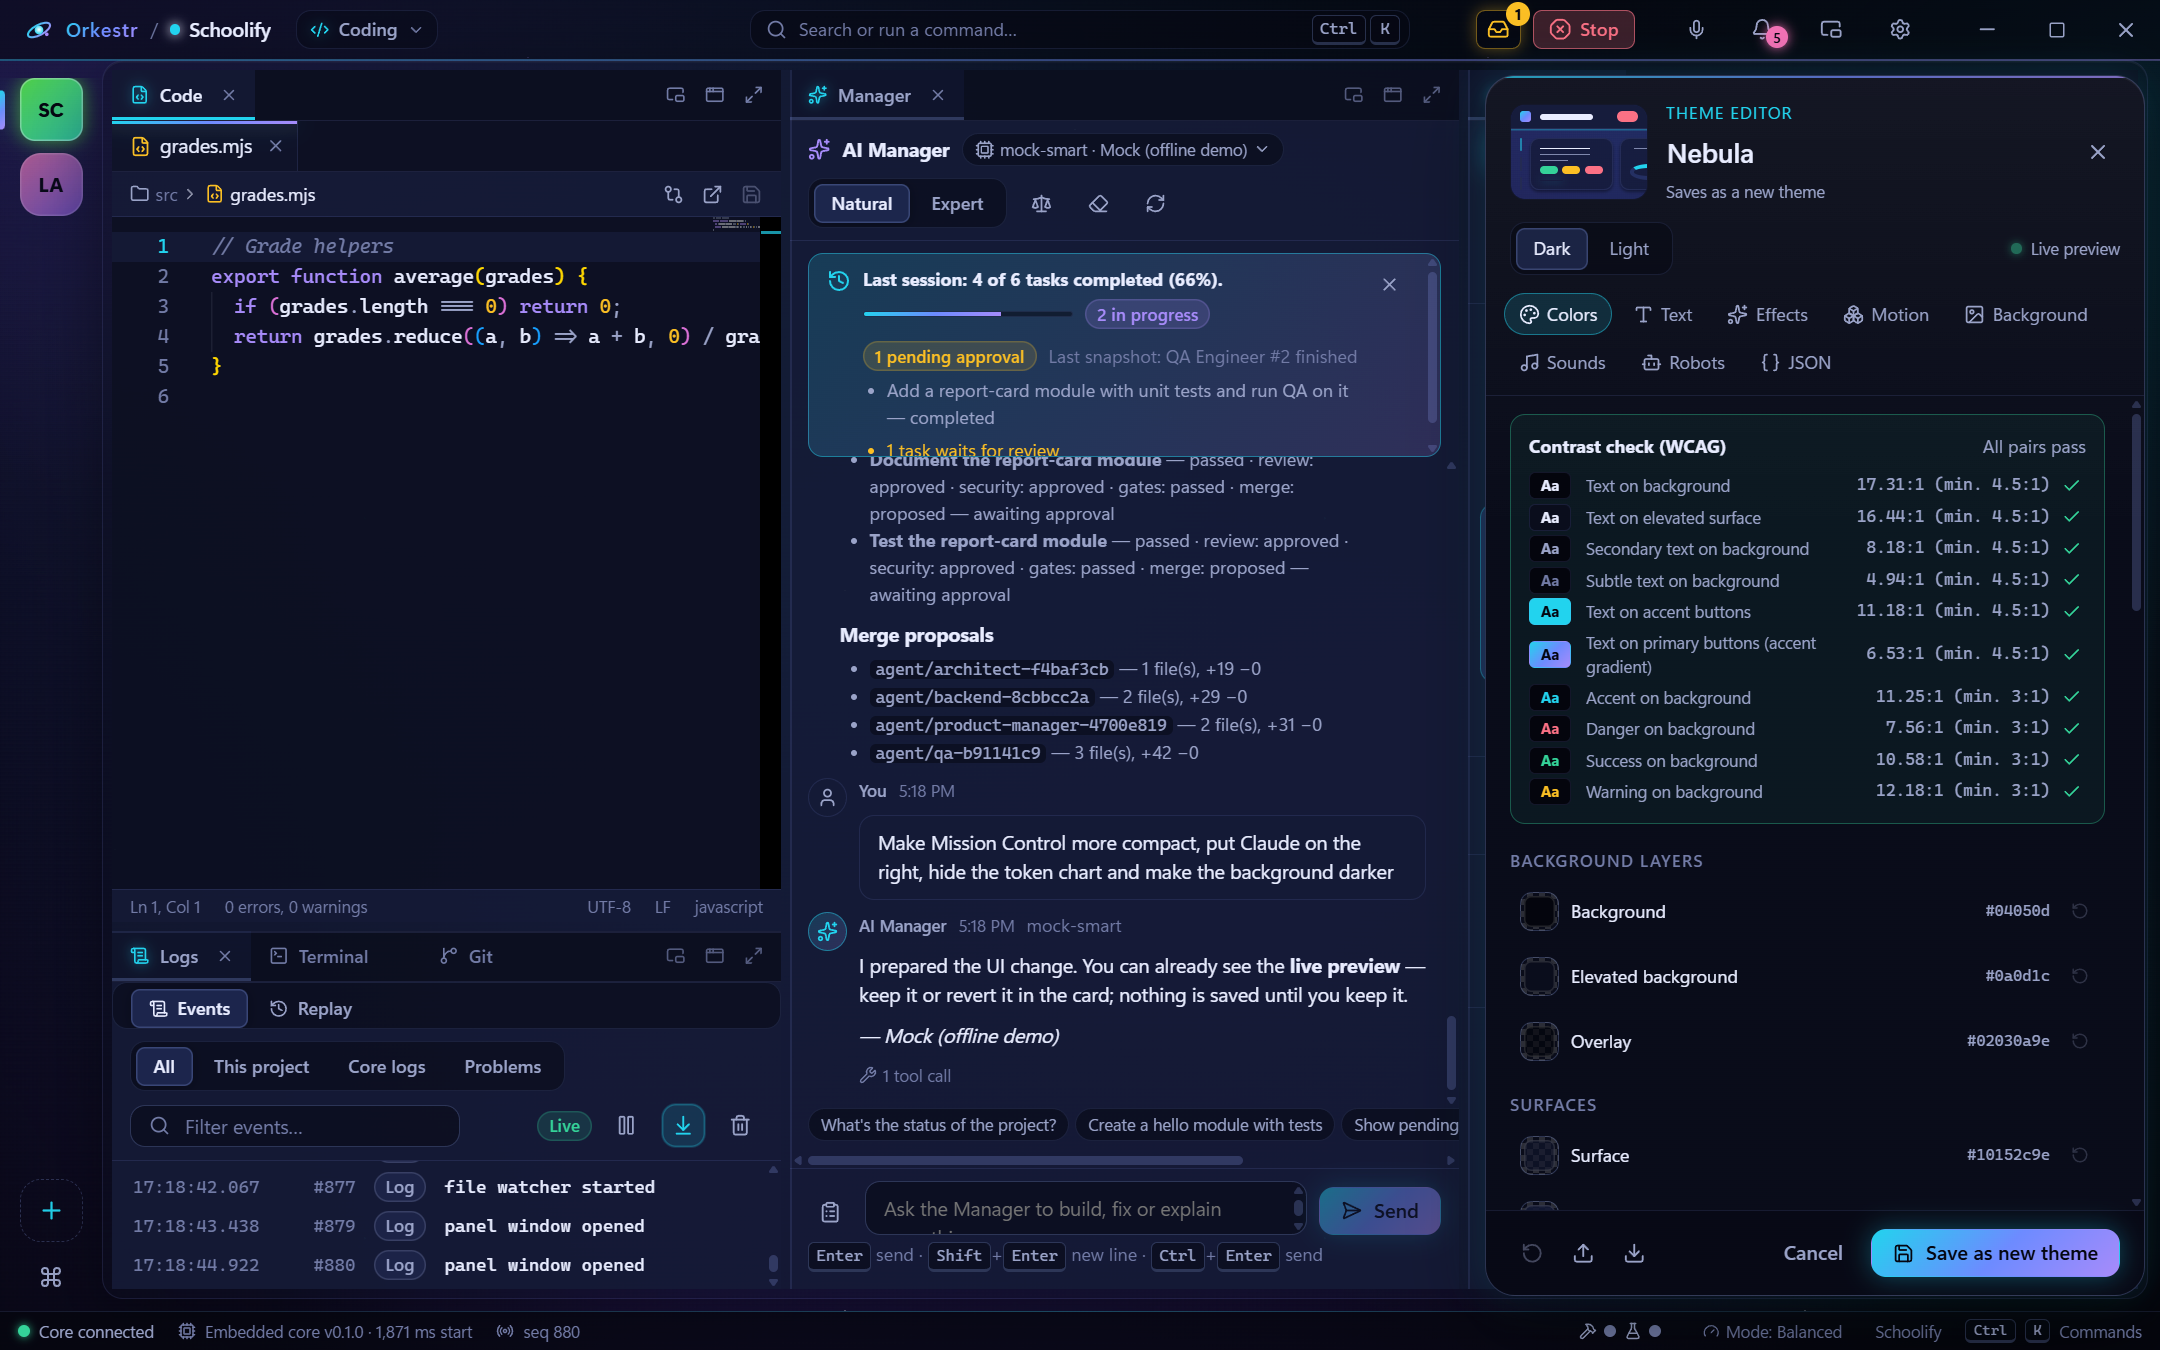 Orkestr / Schoolify
Coding
Search or run a command...
Ctrl K
1
Stop
5
SC
LA
Code
grades.mjs
src > grades.mjs
1 // Grade helpers
2 export function average(grades) {
3 if (grades.length === 0) return 0;
4 return grades.reduce((a, b) => a + b, 0) / gra
5 }
6
Ln 1, Col 1 0 errors, 0 warnings UTF-8 LF javascript
Logs Terminal Git
Events Replay
All This project Core logs Problems
Filter events...
Live
17:18:42.067 #877 Log file watcher started
17:18:43.438 #879 Log panel window opened
17:18:44.922 #880 Log panel window opened
Manager
AI Manager mock-smart · Mock (offline demo)
Natural Expert
Last session: 4 of 6 tasks completed (66%).
2 in progress
1 pending approval Last snapshot: QA Engineer #2 finished
• Add a report-card module with unit tests and run QA on it
— completed
• 1 task waits for review
• Document the report-card module — passed · review:
approved · security: approved · gates: passed · merge:
proposed — awaiting approval
• Test the report-card module — passed · review: approved ·
security: approved · gates: passed · merge: proposed —
awaiting approval
Merge proposals
• agent/architect-f4baf3cb — 1 file(s), +19 −0
• agent/backend-8cbbcc2a — 2 file(s), +29 −0
• agent/product-manager-4700e819 — 2 file(s), +31 −0
• agent/qa-b91141c9 — 3 file(s), +42 −0
You 5:18 PM
Make Mission Control more compact, put Claude on the
right, hide the token chart and make the background darker
AI Manager 5:18 PM mock-smart
I prepared the UI change. You can already see the live preview —
keep it or revert it in the card; nothing is saved until you keep it.
— Mock (offline demo)
1 tool call
What's the status of the project? Create a hello module with tests Show pending
Ask the Manager to build, fix or explain
Send
Enter send · Shift + Enter new line · Ctrl + Enter send
THEME EDITOR
Nebula
Saves as a new theme
Dark Light
Live preview
Colors Text Effects Motion Background
Sounds Robots {} JSON
Contrast check (WCAG) All pairs pass
Aa Text on background 17.31:1 (min. 4.5:1)
Aa Text on elevated surface 16.44:1 (min. 4.5:1)
Aa Secondary text on background 8.18:1 (min. 4.5:1)
Aa Subtle text on background 4.94:1 (min. 4.5:1)
Aa Text on accent buttons 11.18:1 (min. 4.5:1)
Aa Text on primary buttons (accent
gradient) 6.53:1 (min. 4.5:1)
Aa Accent on background 11.25:1 (min. 3:1)
Aa Danger on background 7.56:1 (min. 3:1)
Aa Success on background 10.58:1 (min. 3:1)
Aa Warning on background 12.18:1 (min. 3:1)
BACKGROUND LAYERS
Background #04050d
Elevated background #0a0d1c
Overlay #02030a9e
SURFACES
Surface #10152c9e
Cancel Save as new theme
Core connected Embedded core v0.1.0 · 1,871 ms start seq 880
Mode: Balanced Schoolify Ctrl K Commands